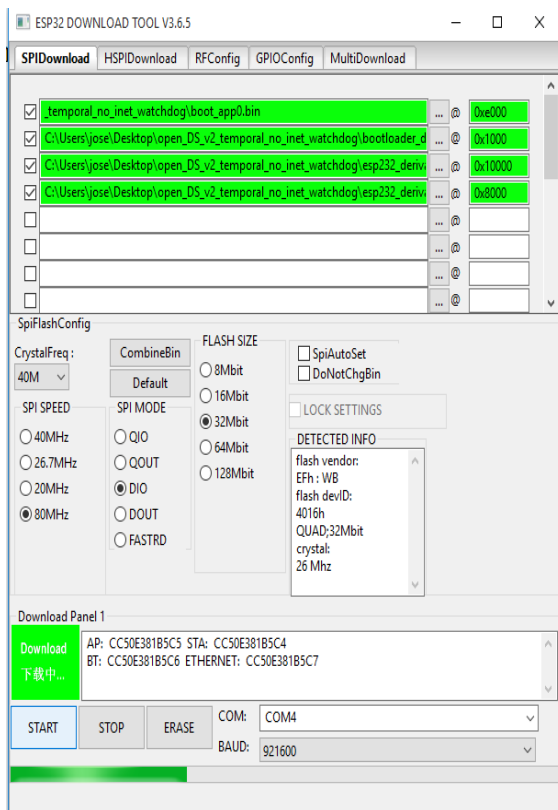 ESP32 DOWNLOAD TOOL V3.6.5
SPIDownload HSPIDownload RFConfig GPIOConfig MultiDownload
_temporal_no_inet_watchdog\boot_app0.bin ... @ 0xe000
C:\Users\jose\Desktop\open_DS_v2_temporal_no_inet_watchdog\bootloader_d ... @ 0x1000
C:\Users\jose\Desktop\open_DS_v2_temporal_no_inet_watchdog\esp232_deriva ... @ 0x10000
C:\Users\jose\Desktop\open_DS_v2_temporal_no_inet_watchdog\esp232_deriva ... @ 0x8000
... @
... @
... @
... @
SpiFlashConfig
CrystalFreq :
40M
CombineBin
Default
SPI SPEED
40MHz
26.7MHz
20MHz
80MHz
SPI MODE
QIO
QOUT
DIO
DOUT
FASTRD
FLASH SIZE
8Mbit
16Mbit
32Mbit
64Mbit
128Mbit
SpiAutoSet
DoNotChgBin
LOCK SETTINGS
DETECTED INFO
flash vendor:
EFh : WB
flash devID:
4016h
QUAD;32Mbit
crystal:
26 Mhz
Download Panel 1
Download
下载中...
AP: CC50E381B5C5 STA: CC50E381B5C4
BT: CC50E381B5C6 ETHERNET: CC50E381B5C7
START STOP ERASE
COM: COM4
BAUD: 921600